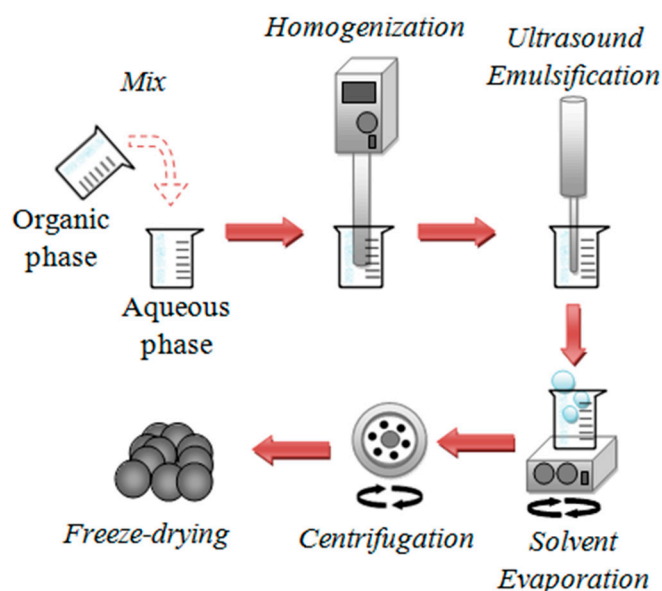 Mix
Homogenization
Ultrasound
Emulsification
Organic
phase
Aqueous
phase
Freeze-drying
Centrifugation
Solvent
Evaporation